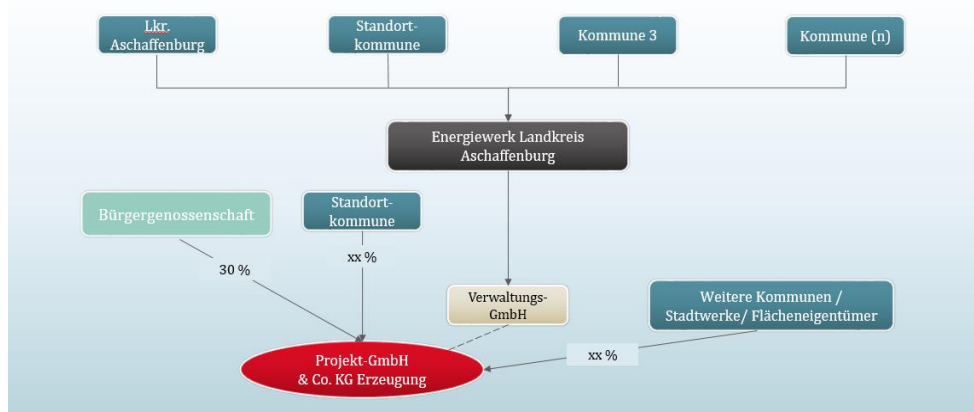 Lkr.
Aschaffenburg
Standort-
kommune
Kommune 3
Kommune (n)
Energiewerk Landkreis
Aschaffenburg
Bürgergenossenschaft
Standort-
kommune
30 %
xx %
Verwaltungs-
GmbH
Weitere Kommunen /
Stadtwerke/ Flächeneigentümer
xx %
Projekt-GmbH
& Co. KG Erzeugung